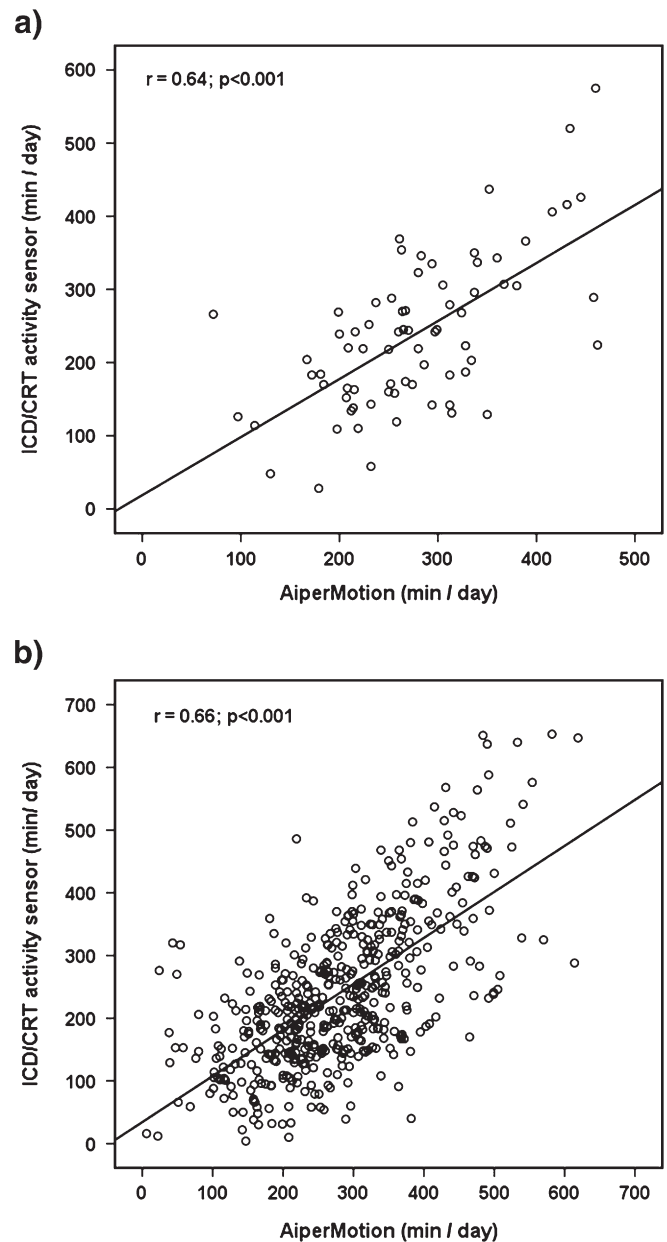 a)
r = 0.64; p<0.001
600
500
400
300
200
100
0
ICD/CRT activity sensor (min / day)
0 100 200 300 400 500
AiperMotion (min / day)
b)
r = 0.66; p<0.001
700
600
500
400
300
200
100
0
ICD/CRT activity sensor (min/ day)
0 100 200 300 400 500 600 700
AiperMotion (min / day)